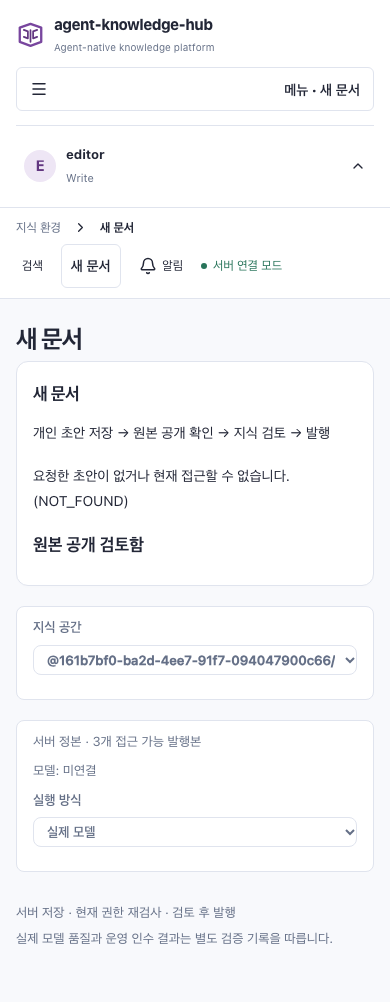 agent-knowledge-hub
Agent-native knowledge platform
메뉴 · 새 문서
E
editor
Write
지식 환경 > 새 문서
검색 새 문서 알림 서버 연결 모드
새 문서
새 문서
개인 초안 저장 → 원본 공개 확인 → 지식 검토 → 발행
요청한 초안이 없거나 현재 접근할 수 없습니다.
(NOT_FOUND)
원본 공개 검토함
지식 공간
@161b7bf0-ba2d-4ee7-91f7-094047900c66/
서버 정본 · 3개 접근 가능 발행본
모델: 미연결
실행 방식
실제 모델
서버 저장 · 현재 권한 재검사 · 검토 후 발행
실제 모델 품질과 운영 인수 결과는 별도 검증 기록을 따릅니다.